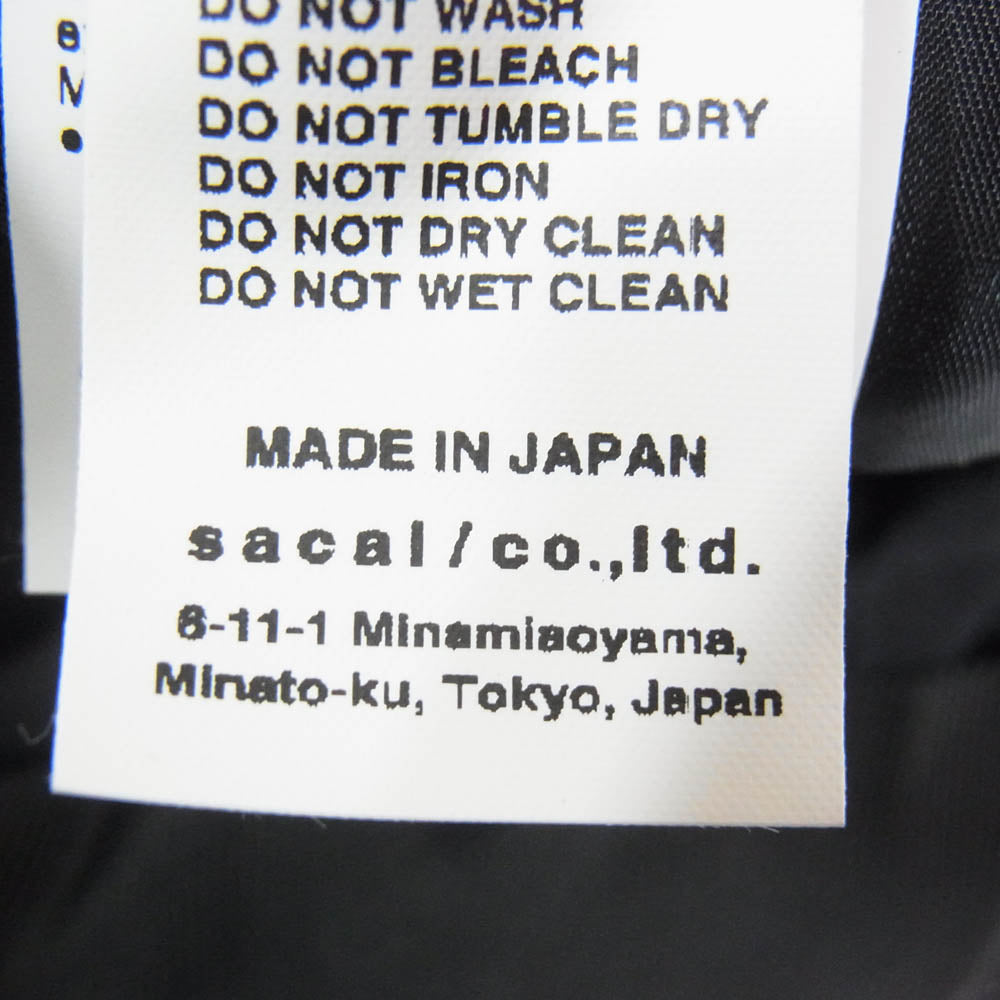 DO NOT WASH
DO NOT BLEACH
DO NOT TUMBLE DRY
DO NOT IRON
DO NOT DRY CLEAN
DO NOT WET CLEAN
MADE IN JAPAN
sacai/co.,ltd.
6-11-1 Minamiaoyama,
Minato-ku, Tokyo, Japan